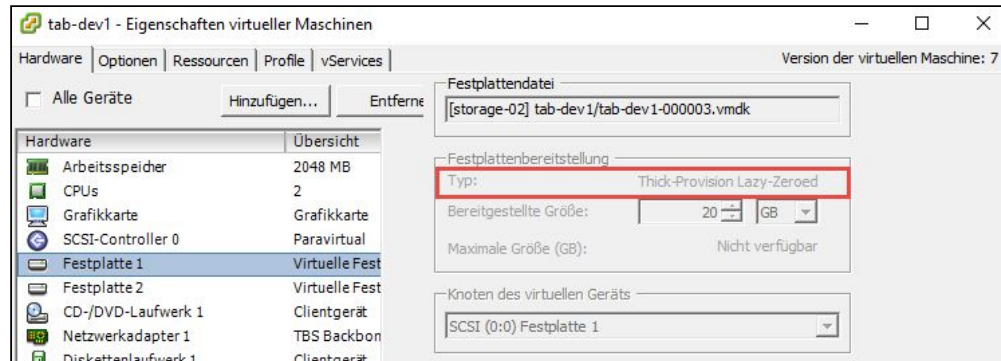 tab-dev1 - Eigenschaften virtueller Maschinen
Hardware Optionen Ressourcen Profile vServices Version der virtuellen Maschine: 7
Alle Geräte Hinzufügen... Entferne
Hardware Übersicht
Arbeitsspeicher 2048 MB
CPUs 2
Grafikkarte Grafikkarte
SCSI-Controller 0 Paravirtual
Festplatte 1 Virtuelle Fest
Festplatte 2 Virtuelle Fest
CD-/DVD-Laufwerk 1 Clientgerät
Netzwerkadapter 1 TBS Backbon
Diskettenlaufwerk 1 Clientgerät
Festplattendatei
[storage-02] tab-dev1/tab-dev1-000003.vmdk
Festplattenbereitstellung
Typ: Thick-Provision Lazy-Zeroed
Bereitgestellte Größe: 20 GB
Maximale Größe (GB): Nicht verfügbar
Knoten des virtuellen Geräts
SCSI (0:0) Festplatte 1